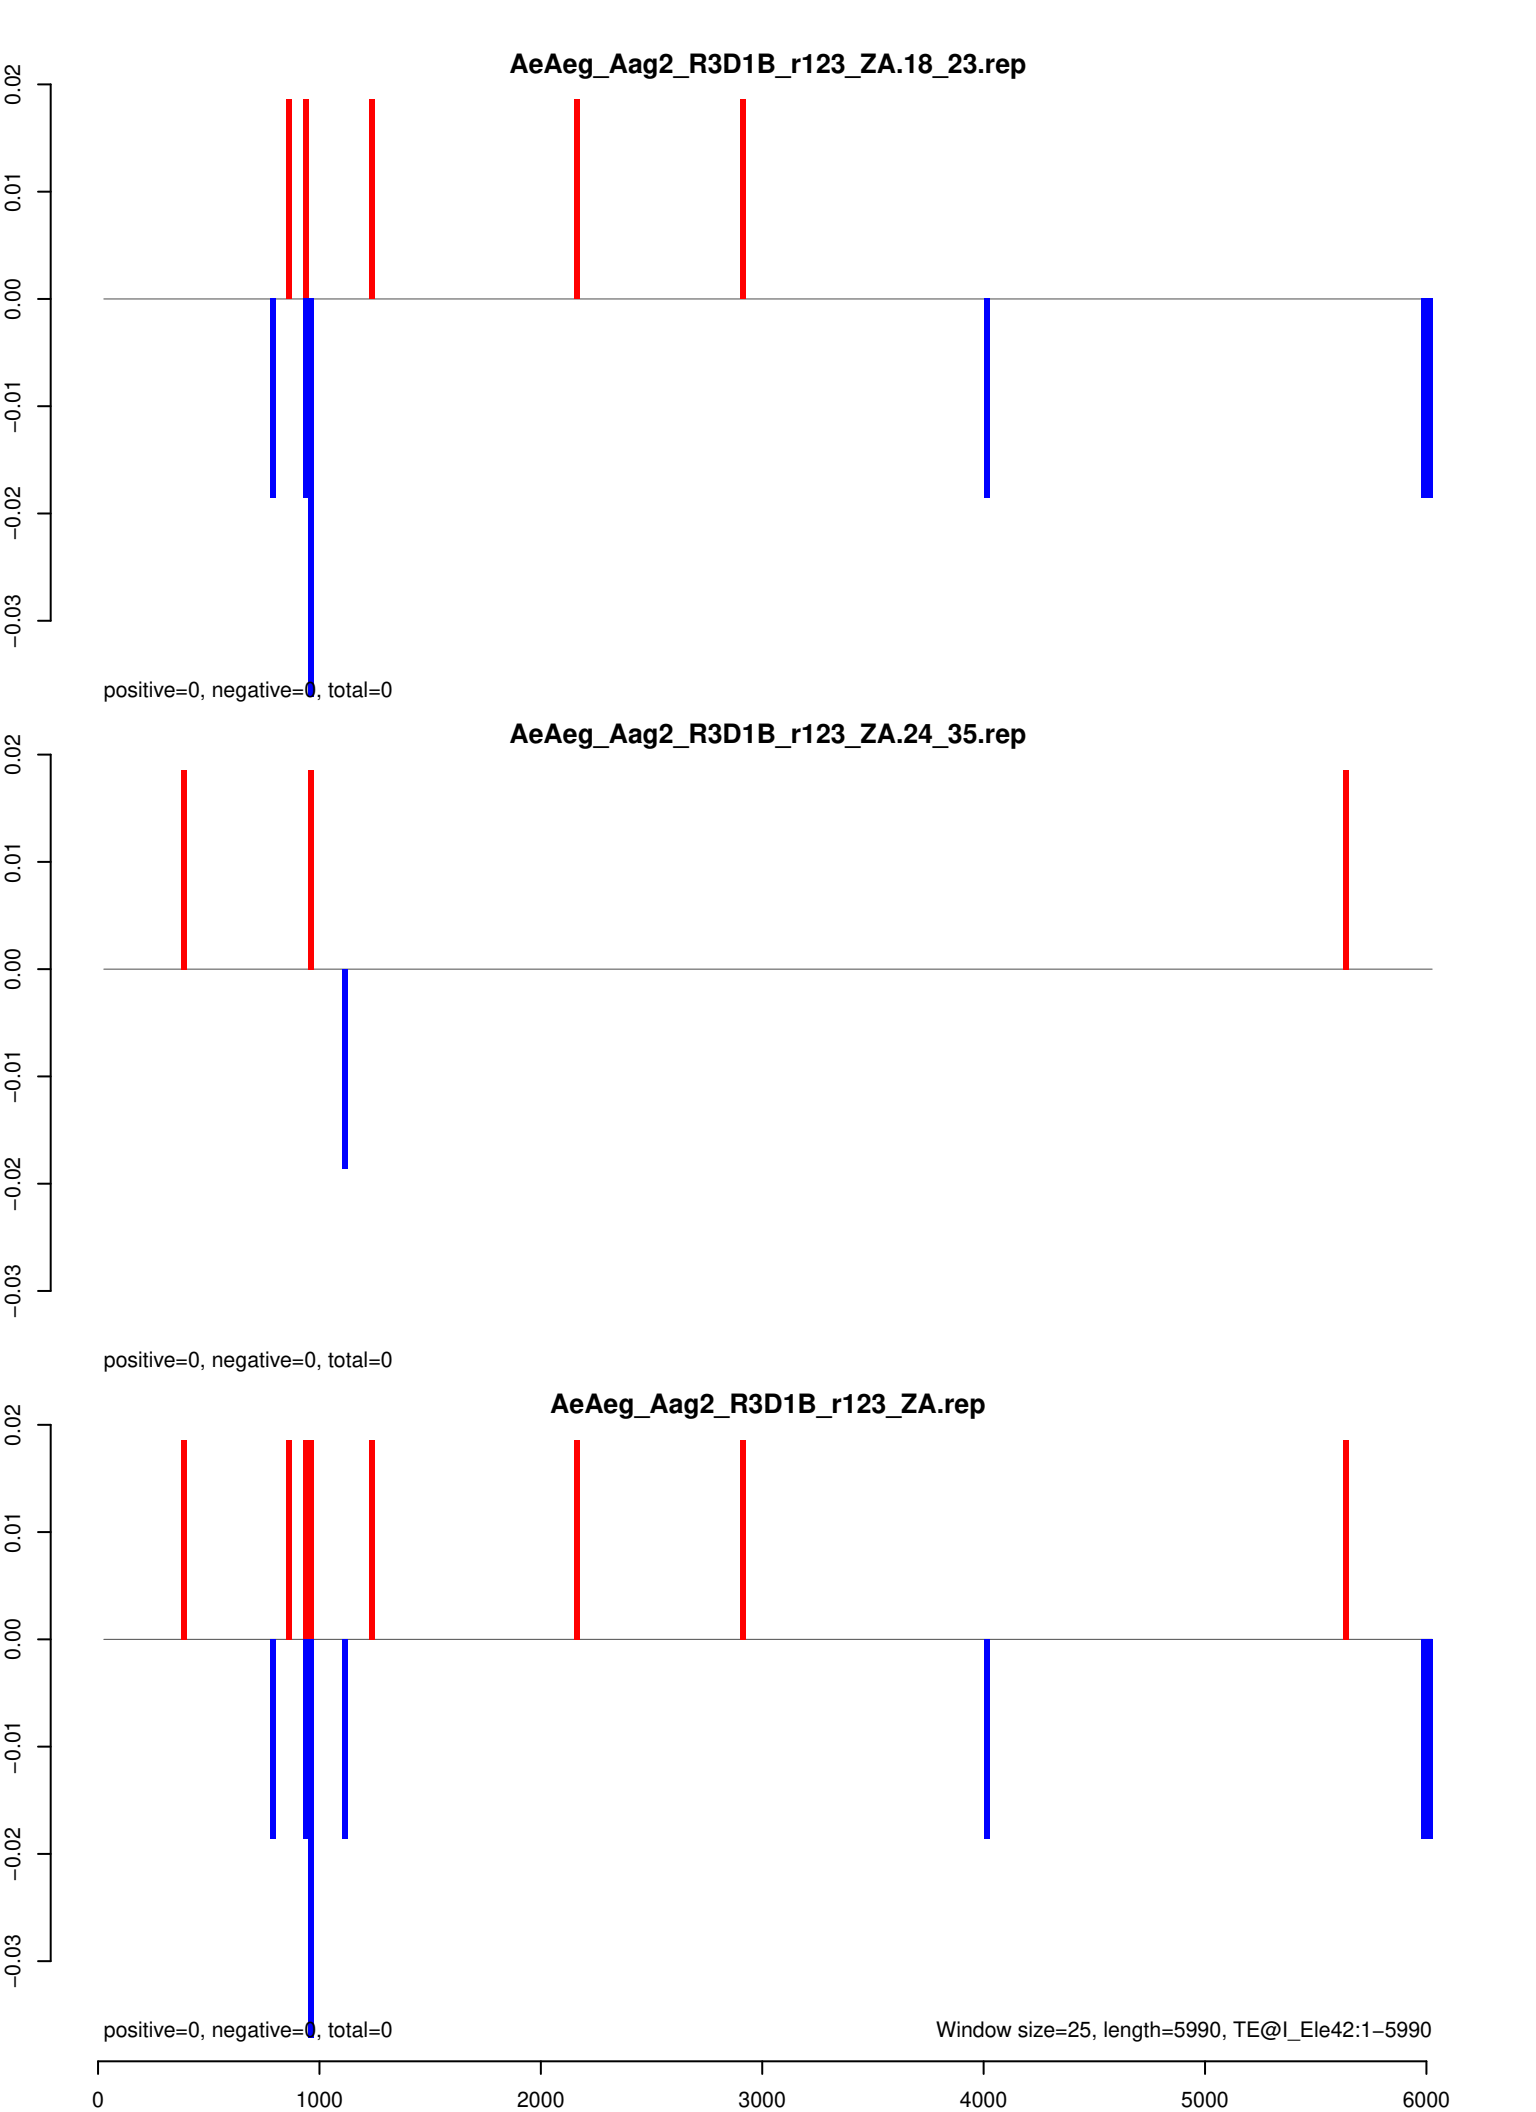 AeAeg_Aag2_R3D1B_r123_ZA.18_23.rep
0.02
0.01
0.00
−0.01
−0.02
−0.03
positive=0, negative=0, total=0
AeAeg_Aag2_R3D1B_r123_ZA.24_35.rep
0.02
0.01
0.00
−0.01
−0.02
−0.03
positive=0, negative=0, total=0
AeAeg_Aag2_R3D1B_r123_ZA.rep
0.02
0.01
0.00
−0.01
−0.02
−0.03
positive=0, negative=0, total=0
Window size=25, length=5990, TE@I_Ele42:1−5990
0 1000 2000 3000 4000 5000 6000